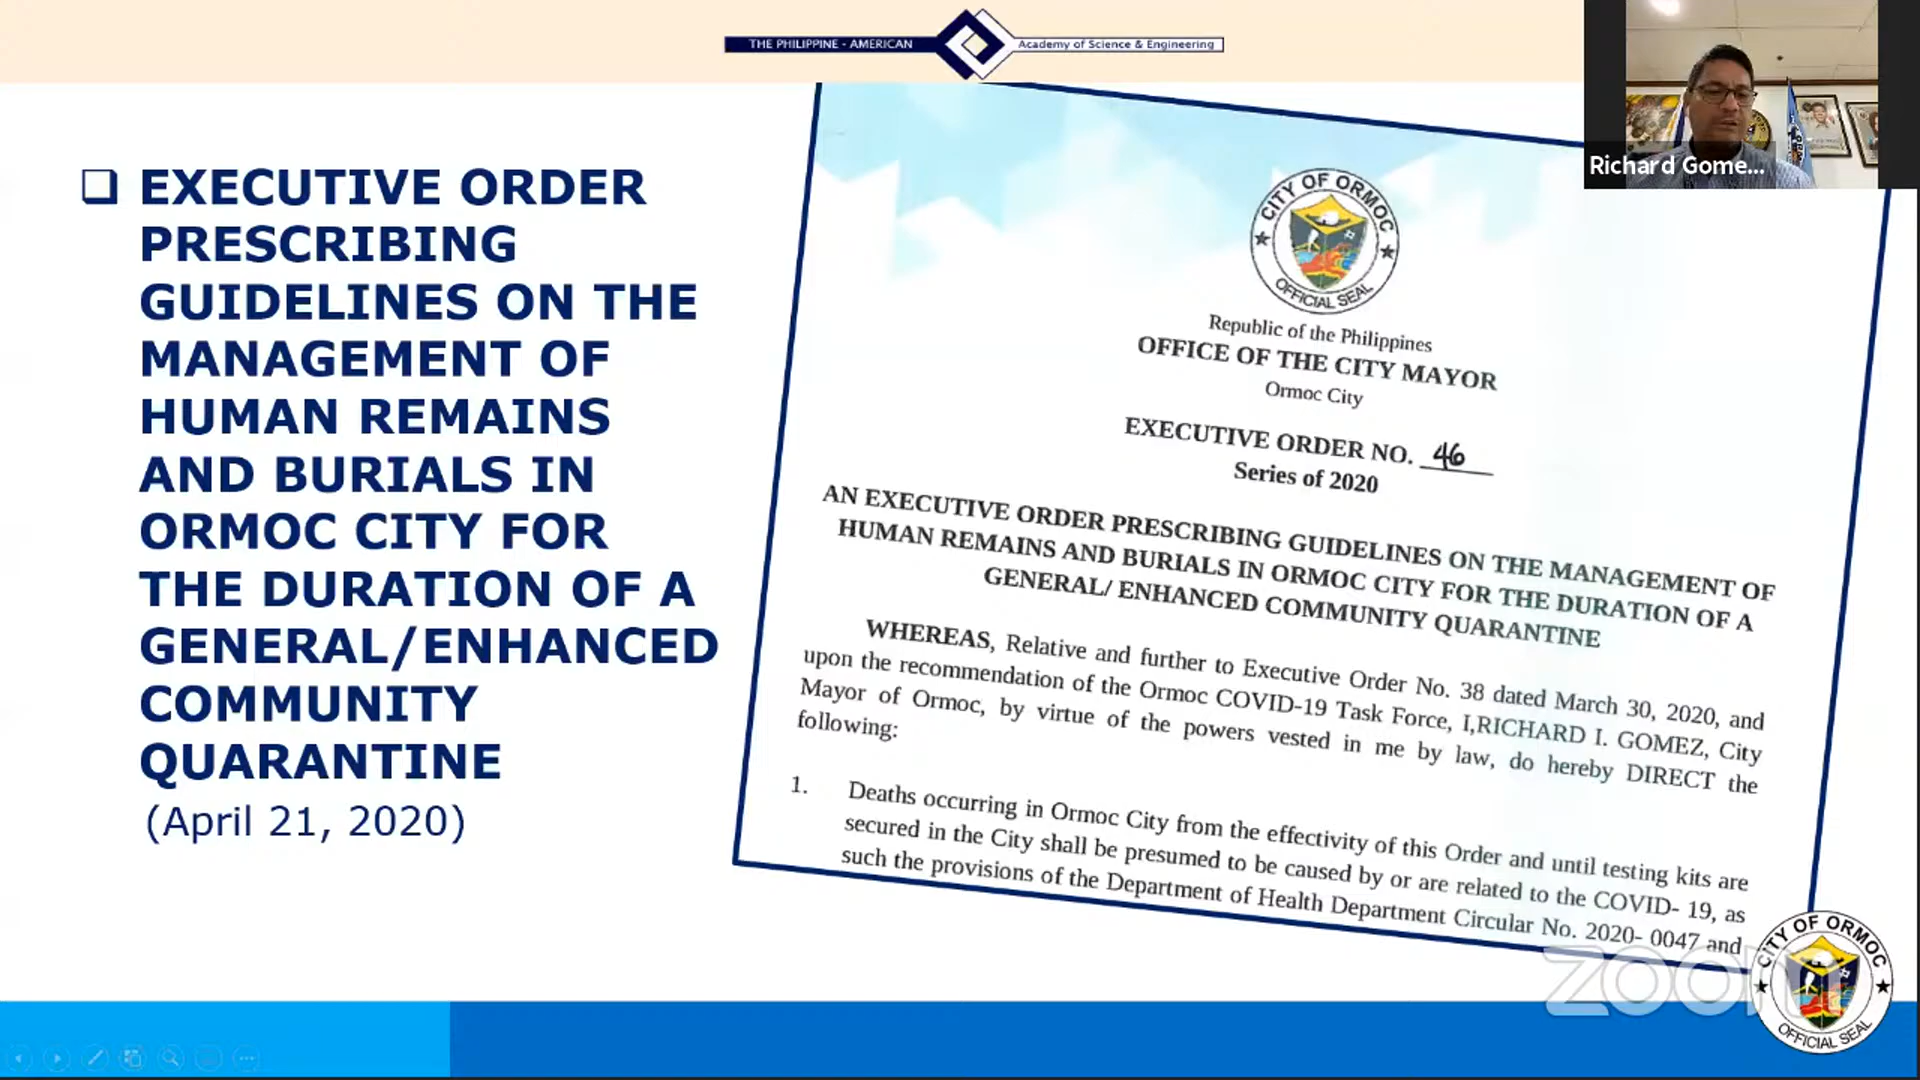 THE PHILIPPINE - AMERICAN
Academy of Science & Engineering
Richard Gome...
❑ EXECUTIVE ORDER
PRESCRIBING
GUIDELINES ON THE
MANAGEMENT OF
HUMAN REMAINS
AND BURIALS IN
ORMOC CITY FOR
THE DURATION OF A
GENERAL/ENHANCED
COMMUNITY
QUARANTINE
(April 21, 2020)
CITY OF ORMOC
OFFICIAL SEAL
Republic of the Philippines
OFFICE OF THE CITY MAYOR
Ormoc City
EXECUTIVE ORDER NO. 46
Series of 2020
AN EXECUTIVE ORDER PRESCRIBING GUIDELINES ON THE MANAGEMENT OF
HUMAN REMAINS AND BURIALS IN ORMOC CITY FOR THE DURATION OF A
GENERAL/ ENHANCED COMMUNITY QUARANTINE
WHEREAS, Relative and further to Executive Order No. 38 dated March 30, 2020, and
upon the recommendation of the Ormoc COVID-19 Task Force, I,RICHARD I. GOMEZ, City
Mayor of Ormoc, by virtue of the powers vested in me by law, do hereby DIRECT the
following:
1. Deaths occurring in Ormoc City from the effectivity of this Order and until testing kits are
secured in the City shall be presumed to be caused by or are related to the COVID- 19, as
such the provisions of the Department of Health Department Circular No. 2020- 0047 and
zoom
CITY OF ORMOC
OFFICIAL SEAL